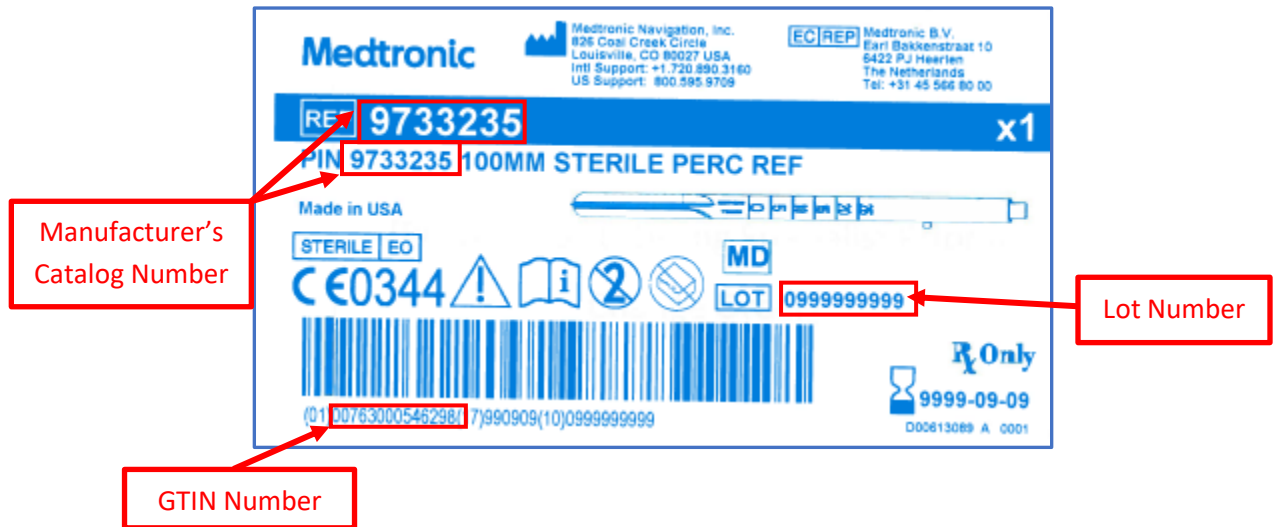 Medtronic
Medtronic Navigation, Inc.
826 Coal Creek Circle
Louisville, CO 80027 USA
Intl Support: +1.720.890.3160
US Support: 800.595.9709
EC REP
Medtronic B.V.
Earl Bakkenstraat 10
6422 PJ Heerlen
The Netherlands
Tel: +31 45 566 80 00
REF 9733235 x1
PIN 9733235 100MM STERILE PERC REF
Made in USA
STERILE EO
MD
CE0344 i 2 LOT 0999999999
Rx Only
9999-09-09
(01)00763000546298(17)990909(10)0999999999
D00613089 A 0001
Manufacturer’s
Catalog Number
Lot Number
GTIN Number